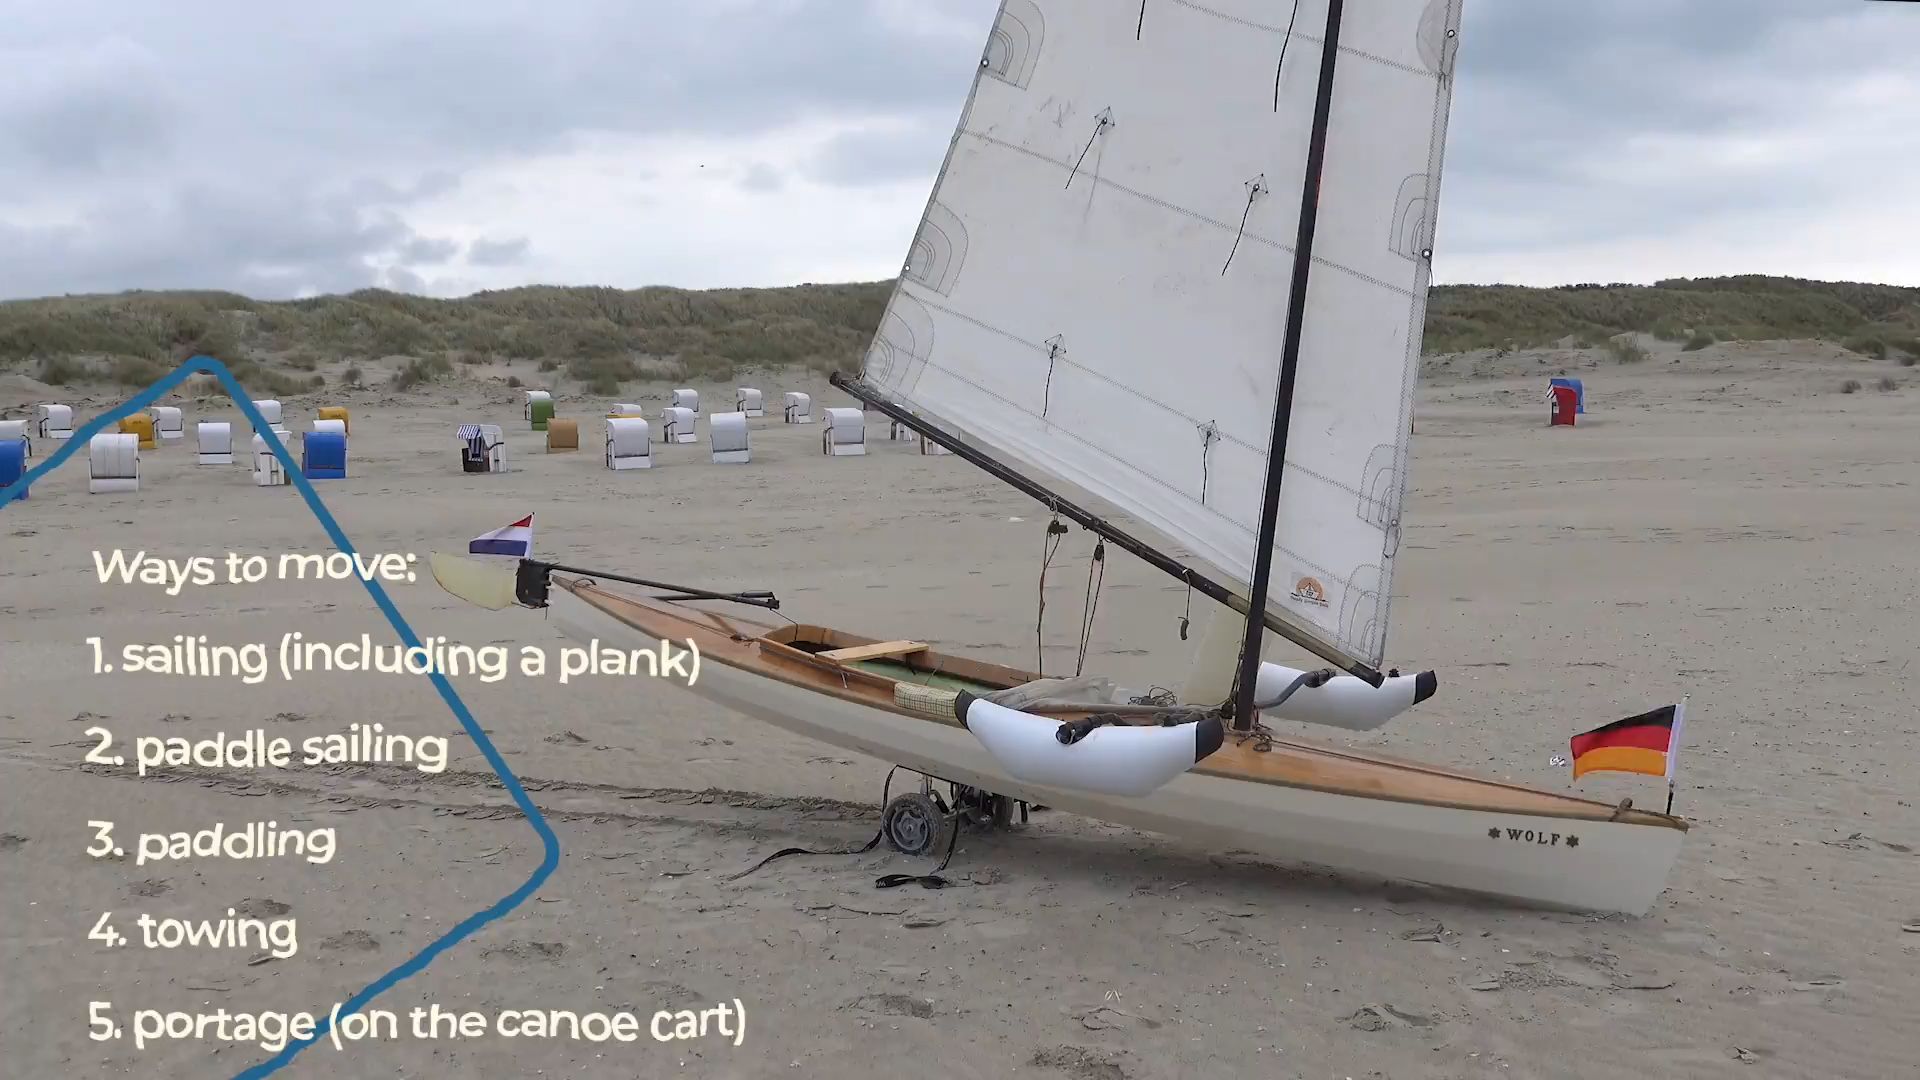 Ways to move:
1. sailing (including a plank)
2. paddle sailing
3. paddling
4. towing
5. portage (on the canoe cart)
* WOLF *